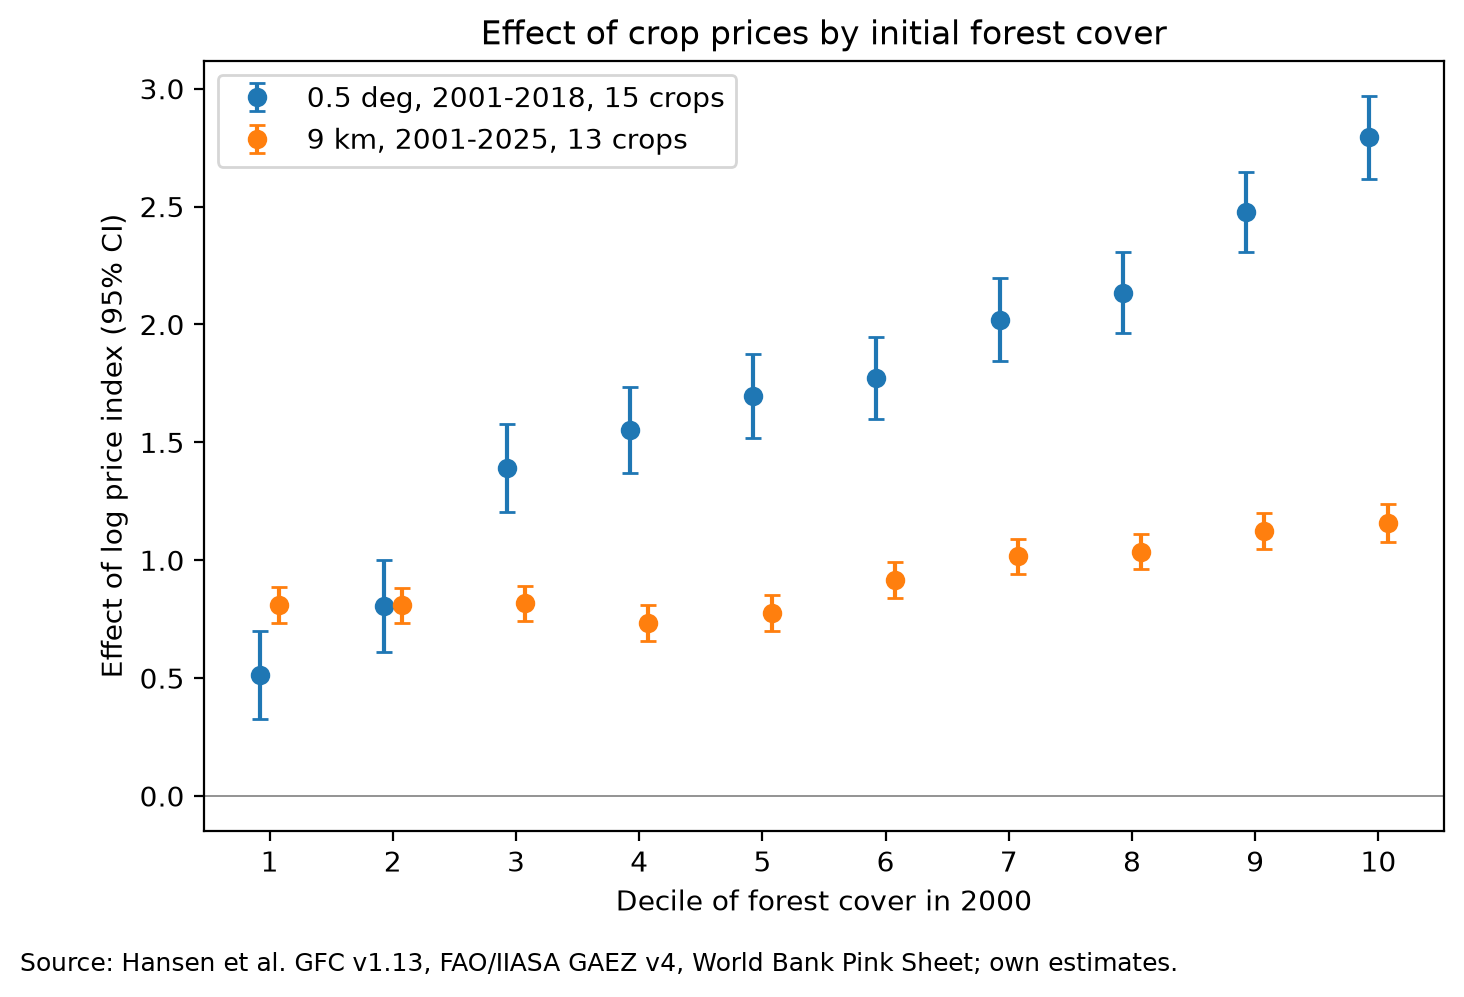 Effect of crop prices by initial forest cover
0.5 deg, 2001-2018, 15 crops
9 km, 2001-2025, 13 crops
Effect of log price index (95% CI)
3.0
2.5
2.0
1.5
1.0
0.5
0.0
1 2 3 4 5 6 7 8 9 10
Decile of forest cover in 2000
Source: Hansen et al. GFC v1.13, FAO/IIASA GAEZ v4, World Bank Pink Sheet; own estimates.